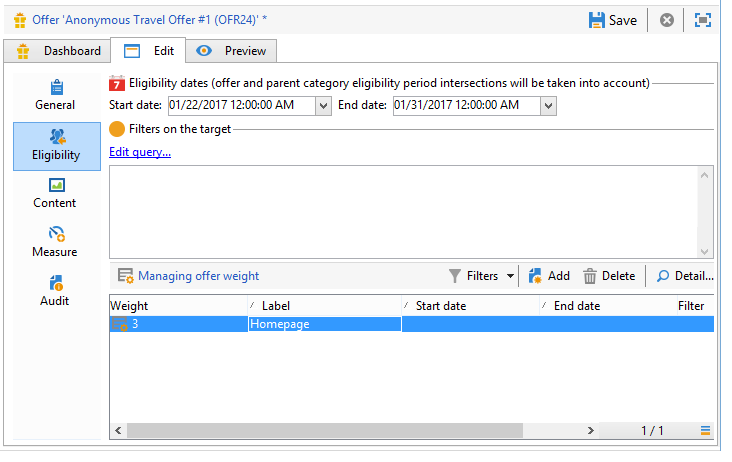 Offer 'Anonymous Travel Offer #1 (OFR24)' * Save
Dashboard Edit Preview
General
Eligibility
Content
Measure
Audit
7 Eligibility dates (offer and parent category eligibility period intersections will be taken into account)
Start date: 01/22/2017 12:00:00 AM End date: 01/31/2017 12:00:00 AM
Filters on the target
Edit query...
Managing offer weight Filters Add Delete Detail...
Weight Label Start date End date Filter
3 Homepage
1 / 1